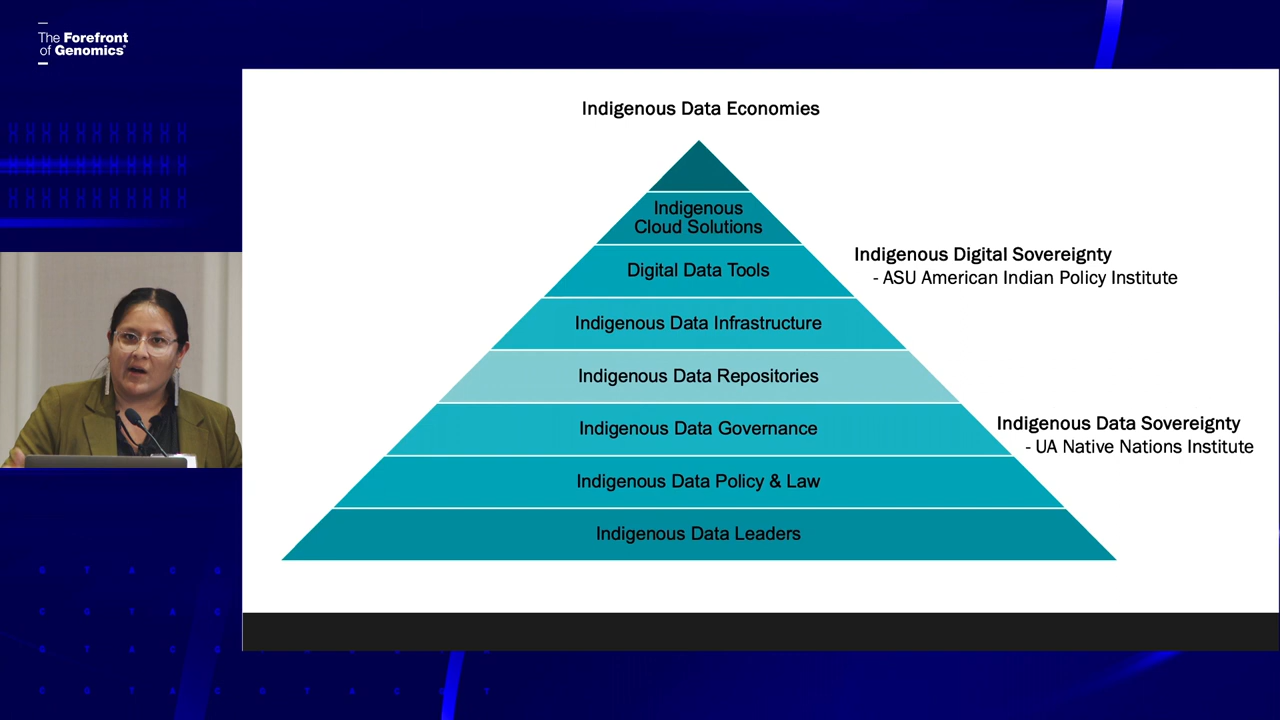 The Forefront
of Genomics®
Indigenous Data Economies
Indigenous
Cloud Solutions
Digital Data Tools
Indigenous Data Infrastructure
Indigenous Data Repositories
Indigenous Data Governance
Indigenous Data Policy & Law
Indigenous Data Leaders
Indigenous Digital Sovereignty
- ASU American Indian Policy Institute
Indigenous Data Sovereignty
- UA Native Nations Institute